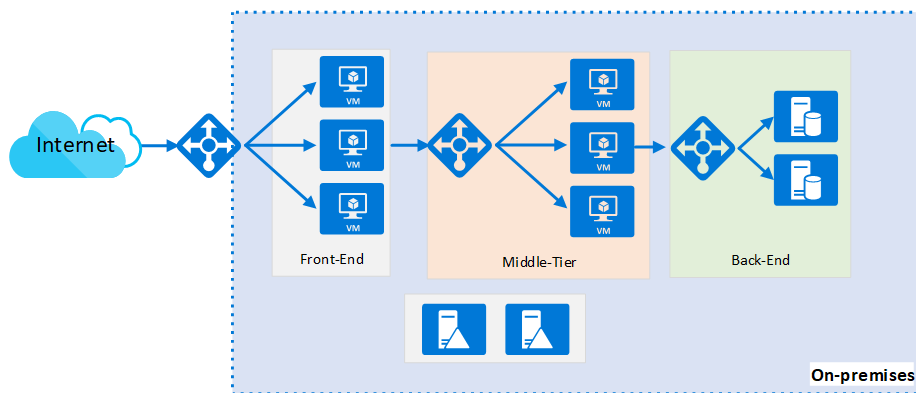 Internet
VM
VM
VM
Front-End
VM
VM
VM
Middle-Tier
Back-End
On-premises